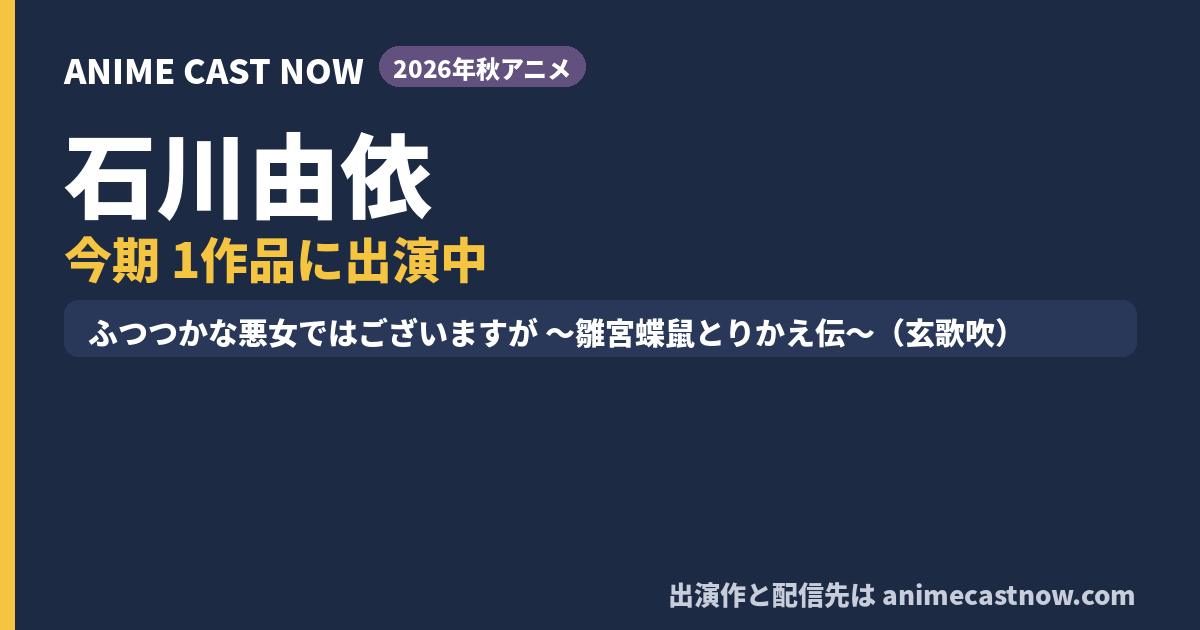 ANIME CAST NOW 2026年秋アニメ
石川由依
今期 1作品に出演中
ふつつかな悪女ではございますが ～雛宮蝶鼠とりかえ伝～（玄歌吹）
出演作と配信先は animecastnow.com